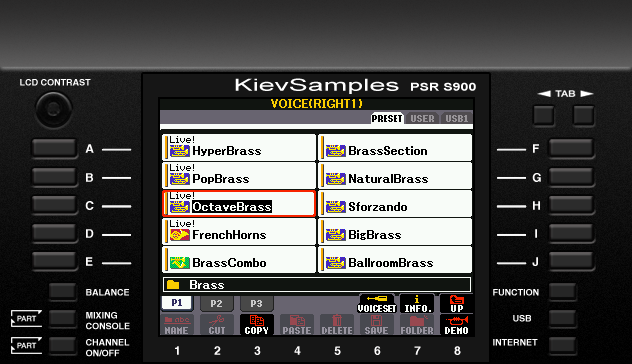 LCD CONTRAST
KievSamples PSR S900
TAB
VOICE(RIGHT1)
PRESET USER USB1
A
B
C
D
E
Live!
HyperBrass
Live!
PopBrass
Live!
OctaveBrass
Live!
FrenchHorns
BrassCombo
BrassSection
NaturalBrass
Sforzando
BigBrass
BallroomBrass
F
G
H
I
J
Brass
P1 P2 P3
VOICESET INFO. UP
NAME CUT COPY PASTE DELETE SAVE FOLDER DEMO
1 2 3 4 5 6 7 8
BALANCE
PART
MIXING
CONSOLE
PART
CHANNEL
ON/OFF
FUNCTION
USB
INTERNET